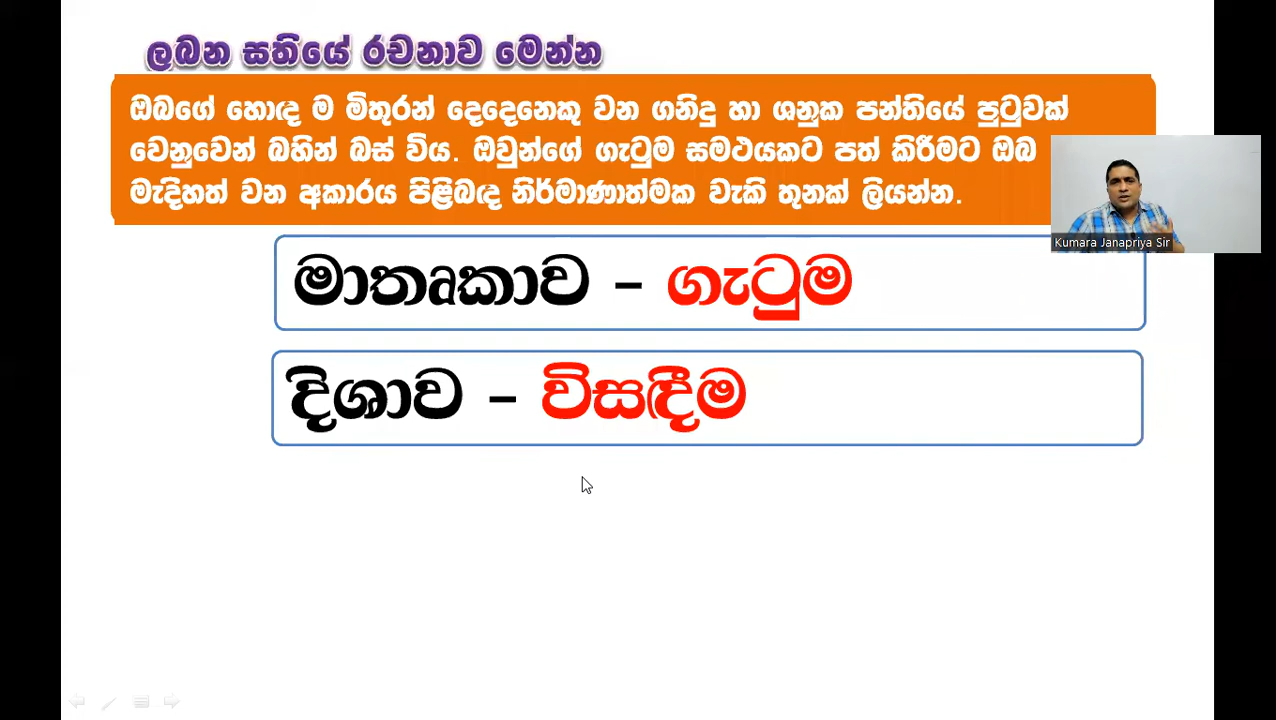 ලබන සතියේ රචනාව මෙන්න
ඔබගේ හොඳ ම මිතුරන් දෙදෙනෙකු වන ගනිදු හා ශනුක පන්තියේ පුටුවක්
වෙනුවෙන් බහින් බස් විය. ඔවුන්ගේ ගැටුම සමථයකට පත් කිරීමට ඔබ
මැදිහත් වන අකාරය පිළිබඳ නිර්මාණාත්මක වැකි තුනක් ලියන්න.
Kumara Janapriya Sir
මාතෘකාව – ගැටුම
දිශාව – විසඳීම